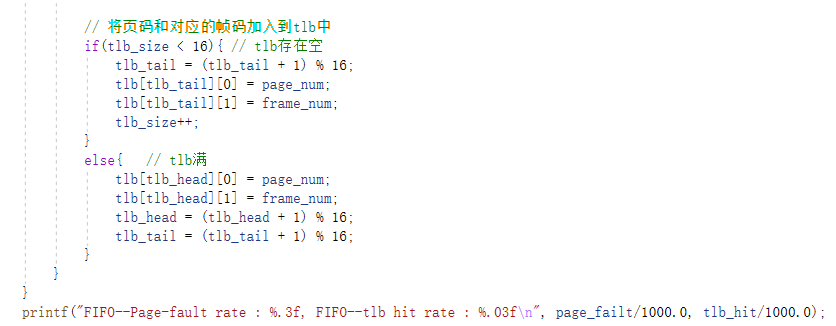 // 将页码和对应的帧码加入到tlb中
if(tlb_size < 16){ // tlb存在空
tlb_tail = (tlb_tail + 1) % 16;
tlb[tlb_tail][0] = page_num;
tlb[tlb_tail][1] = frame_num;
tlb_size++;
}
else{   // tlb满
tlb[tlb_head][0] = page_num;
tlb[tlb_head][1] = frame_num;
tlb_head = (tlb_head + 1) % 16;
tlb_tail = (tlb_tail + 1) % 16;
}
}
}
printf("FIFO--Page-fault rate : %.3f, FIFO--tlb hit rate : %.03f\n", page_failt/1000.0, tlb_hit/1000.0);